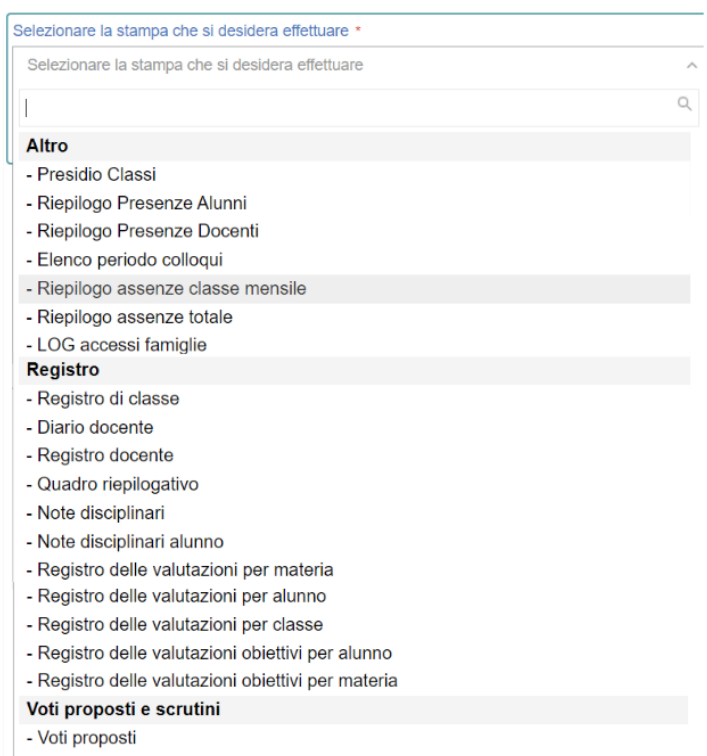 Selezionare la stampa che si desidera effettuare *
Selezionare la stampa che si desidera effettuare
Altro
- Presidio Classi
- Riepilogo Presenze Alunni
- Riepilogo Presenze Docenti
- Elenco periodo colloqui
- Riepilogo assenze classe mensile
- Riepilogo assenze totale
- LOG accessi famiglie
Registro
- Registro di classe
- Diario docente
- Registro docente
- Quadro riepilogativo
- Note disciplinari
- Note disciplinari alunno
- Registro delle valutazioni per materia
- Registro delle valutazioni per alunno
- Registro delle valutazioni per classe
- Registro delle valutazioni obiettivi per alunno
- Registro delle valutazioni obiettivi per materia
Voti proposti e scrutini
- Voti proposti